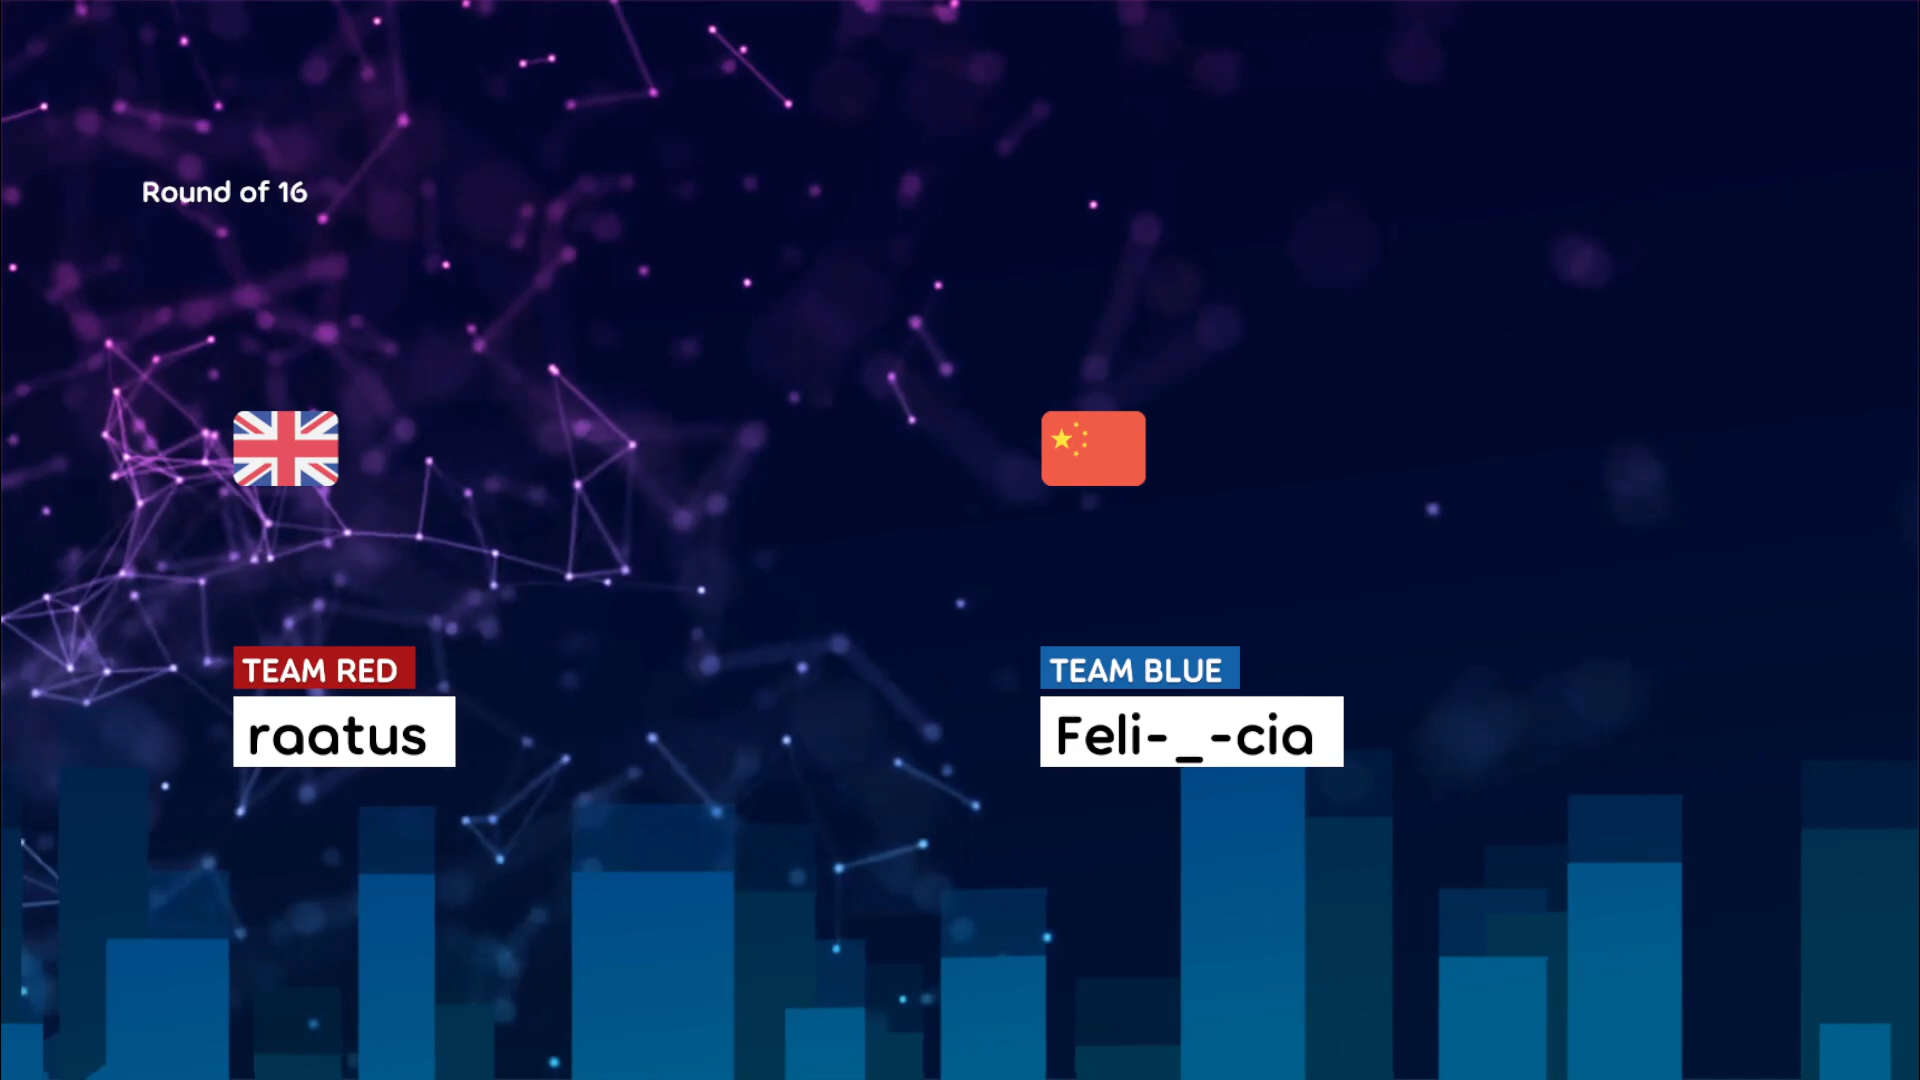 Round of 16
TEAM RED
raatus
TEAM BLUE
Feli-_-cia